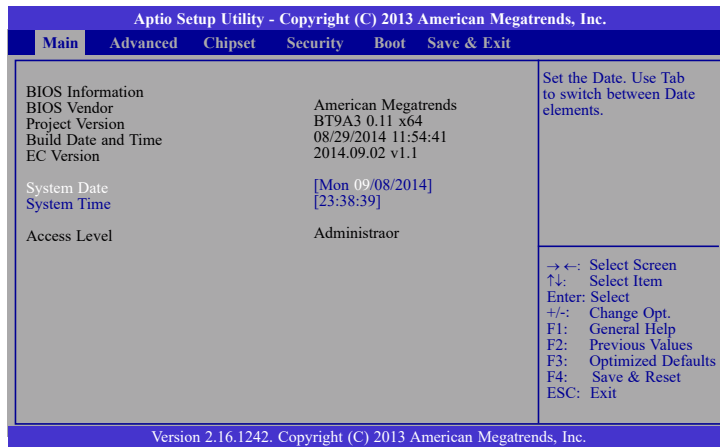 Aptio Setup Utility - Copyright (C) 2013 American Megatrends, Inc.
Main Advanced Chipset Security Boot Save & Exit
BIOS Information
BIOS Vendor American Megatrends
Project Version BT9A3 0.11 x64
Build Date and Time 08/29/2014 11:54:41
EC Version 2014.09.02 v1.1
System Date [Mon 09/08/2014]
System Time [23:38:39]
Access Level Administraor
Set the Date. Use Tab
to switch between Date
elements.
→←: Select Screen
↑↓: Select Item
Enter: Select
+/-: Change Opt.
F1: General Help
F2: Previous Values
F3: Optimized Defaults
F4: Save & Reset
ESC: Exit
Version 2.16.1242. Copyright (C) 2013 American Megatrends, Inc.